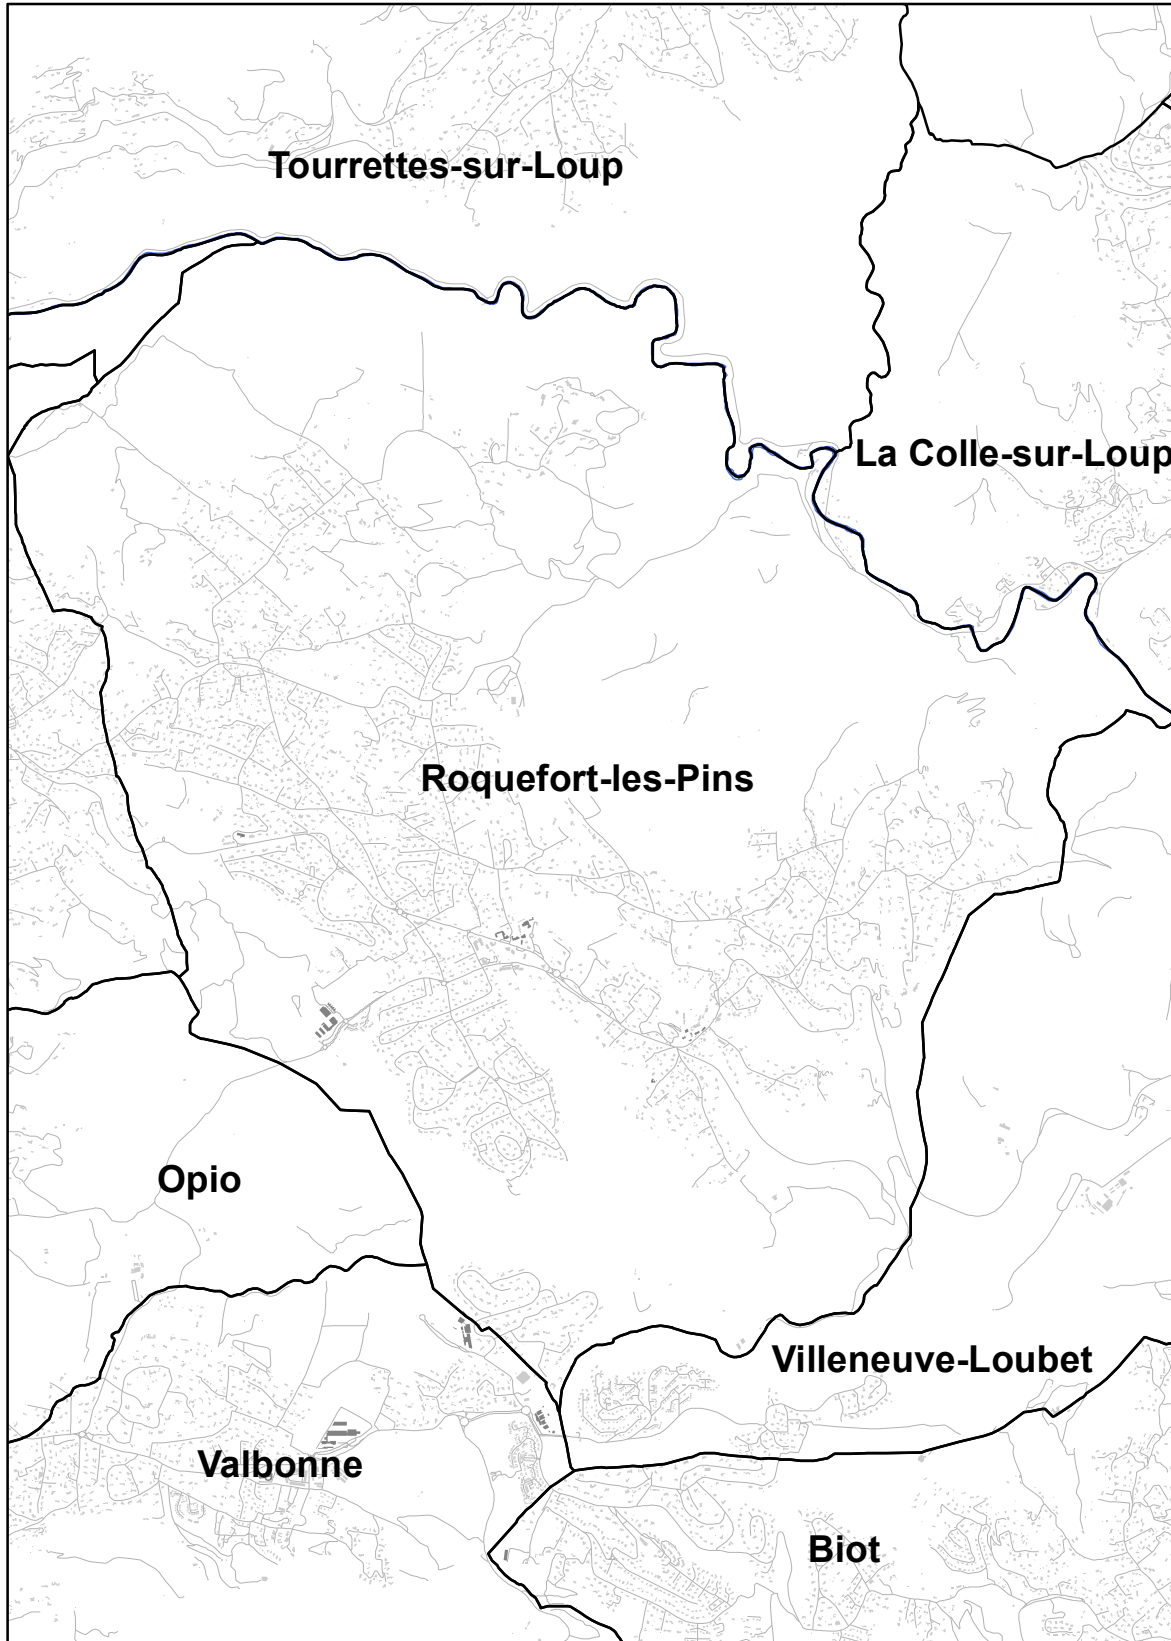 Tourrettes-sur-Loup
La Colle-sur-Loup
Roquefort-les-Pins
Opio
Villeneuve-Loubet
Valbonne
Biot